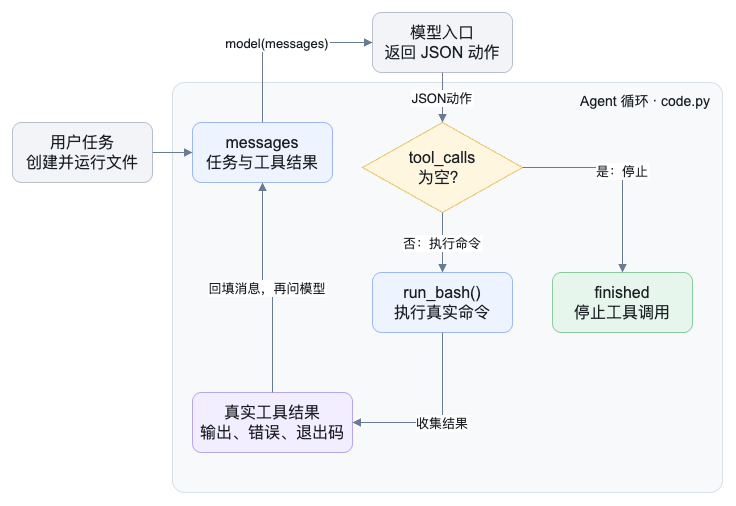 模型入口
返回 JSON 动作
model(messages)
JSON动作
Agent 循环 · code.py
用户任务
创建并运行文件
messages
任务与工具结果
tool_calls
为空?
是：停止
否：执行命令
回填消息，再问模型
run_bash()
执行真实命令
finished
停止工具调用
真实工具结果
输出、错误、退出码
收集结果